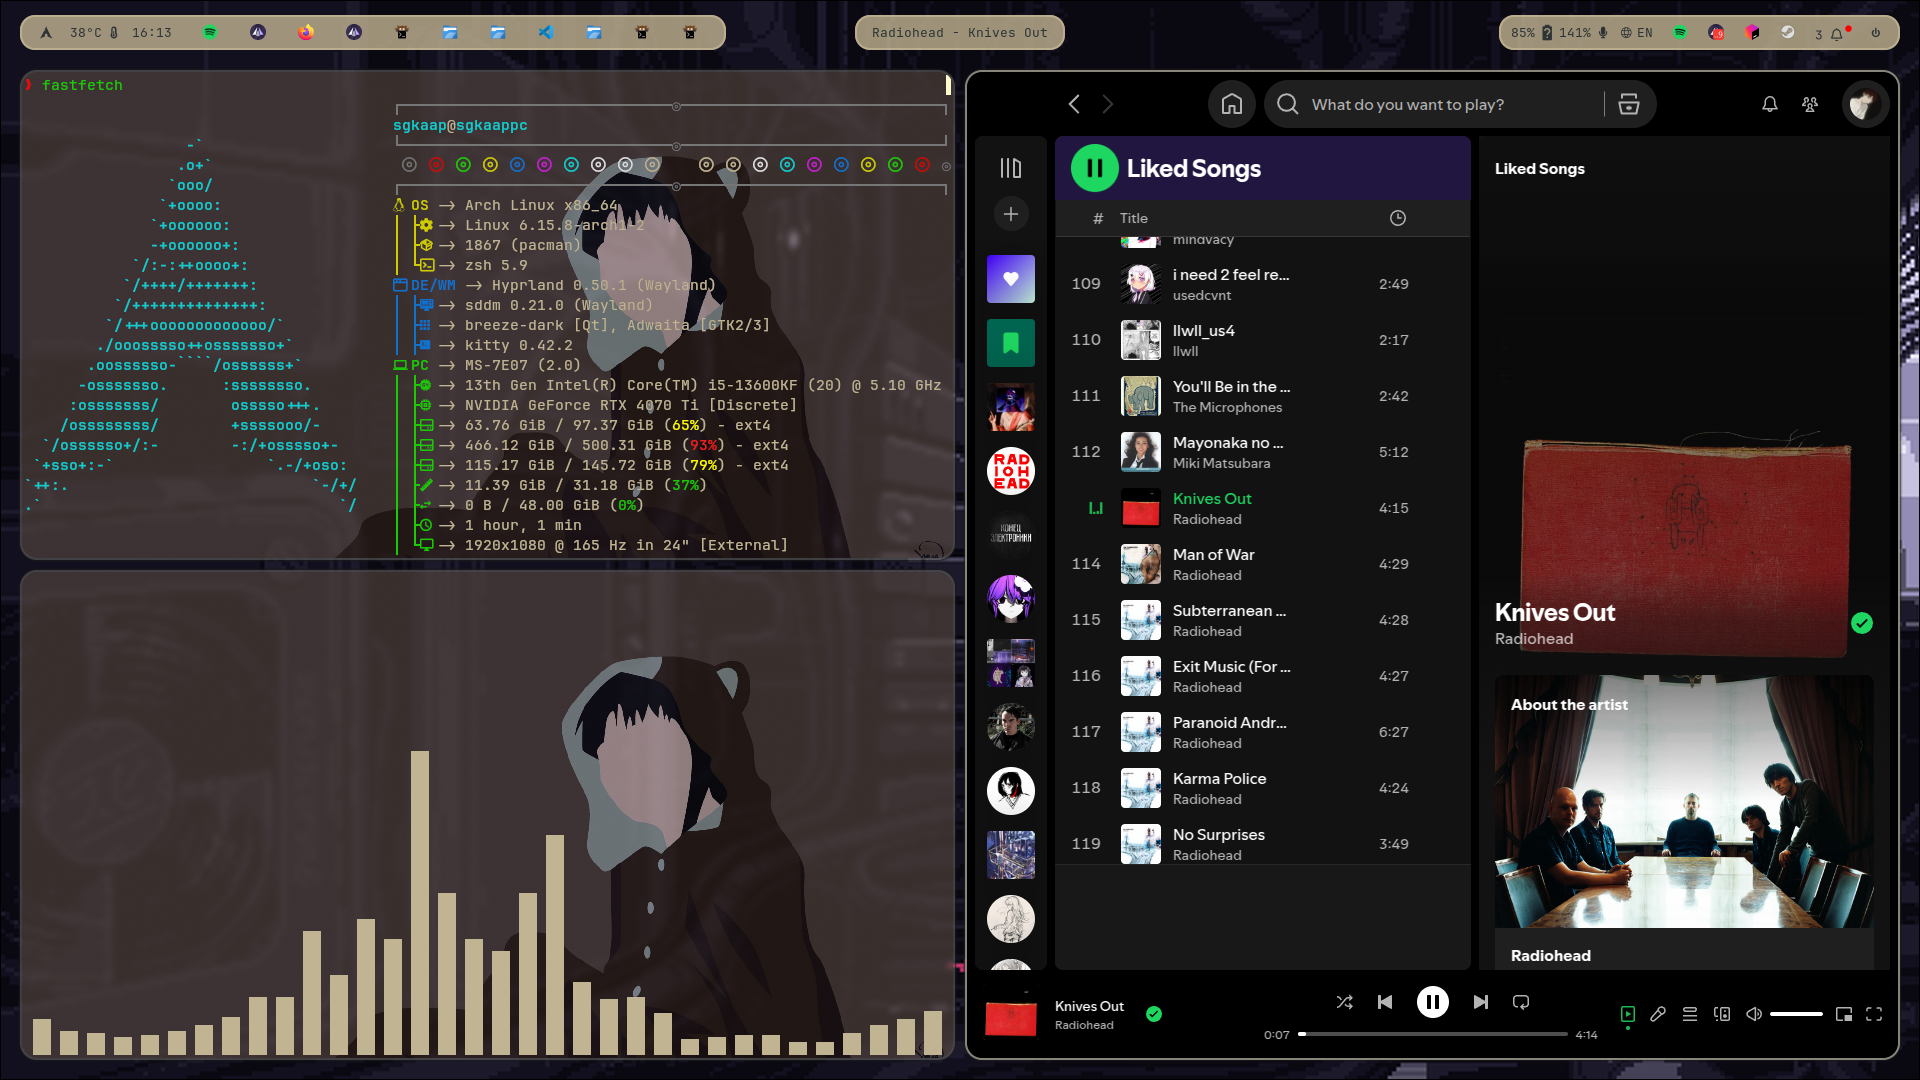 38°C 16:13
Radiohead - Knives Out
85% 141% EN 3
fastfetch
sgkaap@sgkaappc
OS -> Arch Linux x86_64
-> Linux 6.15.8-arch1-2
-> 1867 (pacman)
-> zsh 5.9
DE/WM -> Hyprland 0.50.1 (Wayland)
-> sddm 0.21.0 (Wayland)
-> breeze-dark [Qt], Adwaita [GTK2/3]
-> kitty 0.42.2
PC -> MS-7E07 (2.0)
-> 13th Gen Intel(R) Core(TM) i5-13600KF (20) @ 5.10 GHz
-> NVIDIA GeForce RTX 4070 Ti [Discrete]
-> 63.76 GiB / 97.37 GiB (65%) - ext4
-> 466.12 GiB / 500.31 GiB (93%) - ext4
-> 115.17 GiB / 145.72 GiB (79%) - ext4
-> 11.39 GiB / 31.18 GiB (37%)
-> 0 B / 48.00 GiB (0%)
-> 1 hour, 1 min
-> 1920x1080 @ 165 Hz in 24" [External]
What do you want to play?
RAD
IOH
EAD
КОНЕЦ
ЭЛЕКТРОНИКИ
Liked Songs
# Title
mindvacy
109 i need 2 feel re... 2:49
usedcvnt
110 llwll_us4 2:17
llwll
111 You'll Be in the ... 2:42
The Microphones
112 Mayonaka no ... 5:12
Miki Matsubara
Knives Out 4:15
Radiohead
114 Man of War 4:29
Radiohead
115 Subterranean ... 4:28
Radiohead
116 Exit Music (For ... 4:27
Radiohead
117 Paranoid Andr... 6:27
Radiohead
118 Karma Police 4:24
Radiohead
119 No Surprises 3:49
Radiohead
Liked Songs
Knives Out
Radiohead
About the artist
Radiohead
Knives Out
Radiohead
0:07 4:14